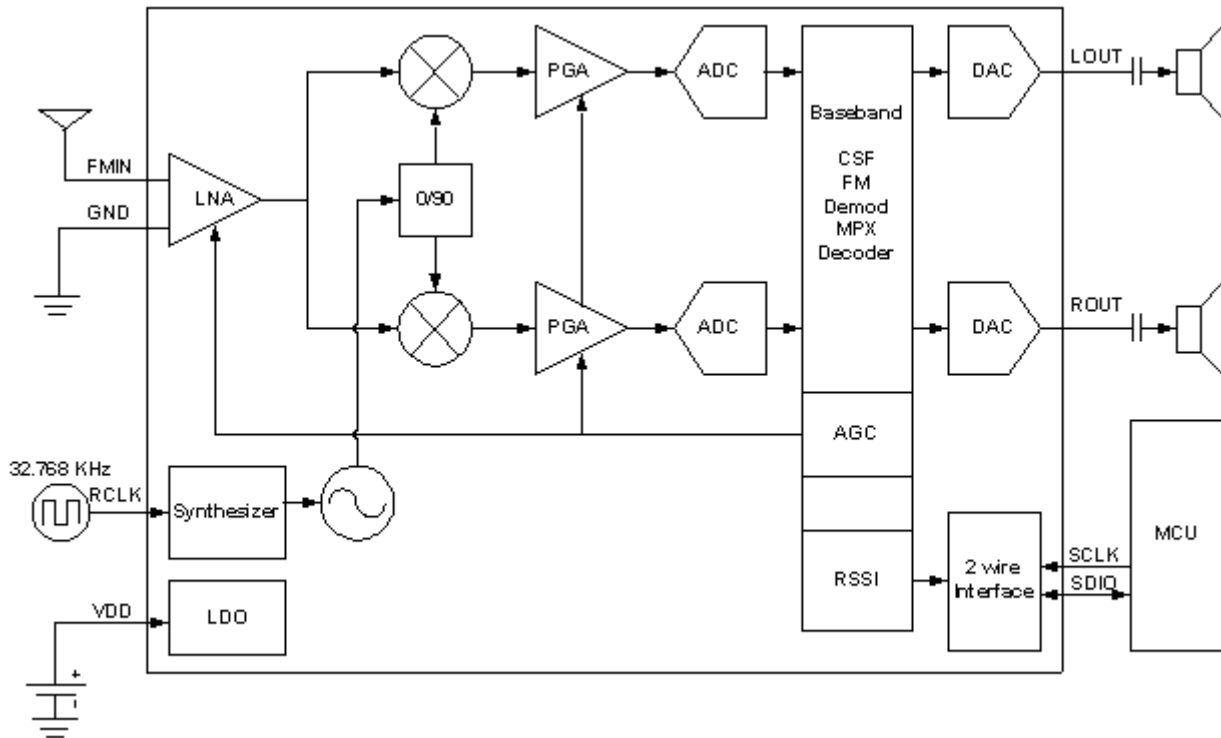 PGA
ADC
DAC
LOUT
Baseband
CSF
FM
Demod
MPX
Decoder
FMIN
LNA
0/90
GND
PGA
ADC
DAC
ROUT
AGC
32.768 KHz
RCLK
Synthesizer
MCU
RSSI
2 wire
Interface
SCLK
SDIO
VDD
LDO
+
-